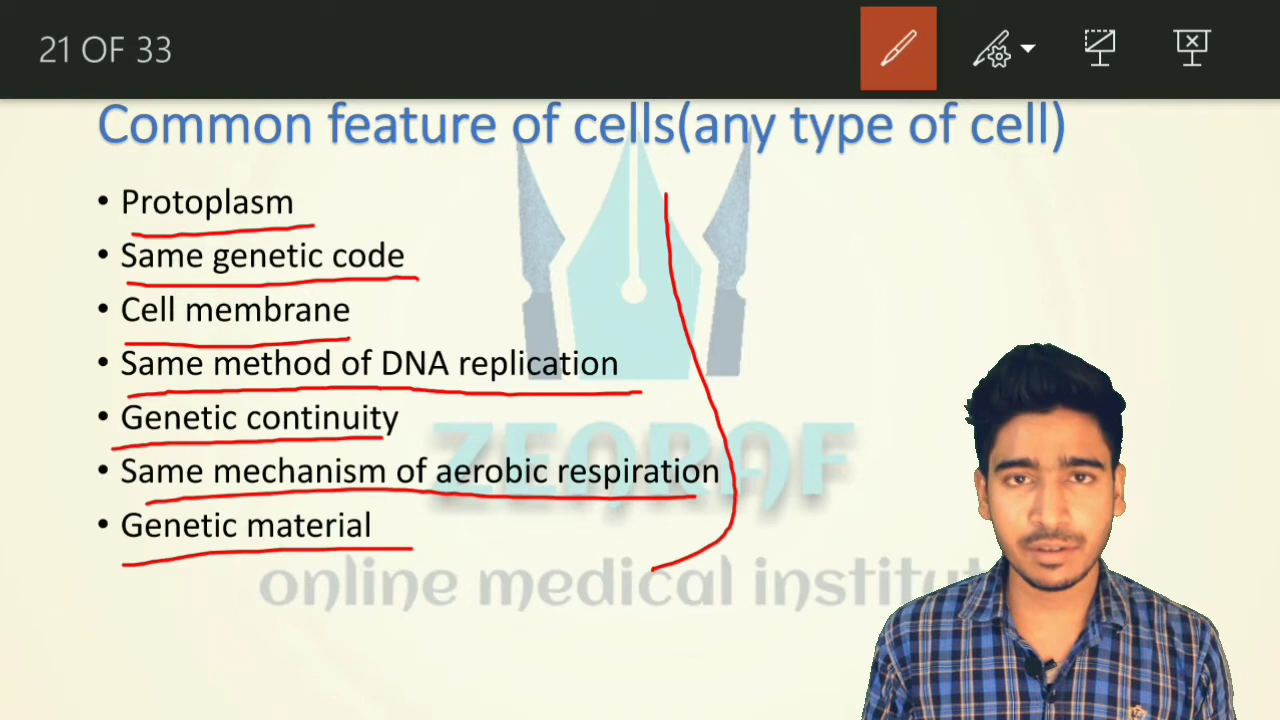 21 OF 33
Common feature of cells(any type of cell)
• Protoplasm
• Same genetic code
• Cell membrane
• Same method of DNA replication
• Genetic continuity
• Same mechanism of aerobic respiration
• Genetic material
ZEARAF
online medical institut